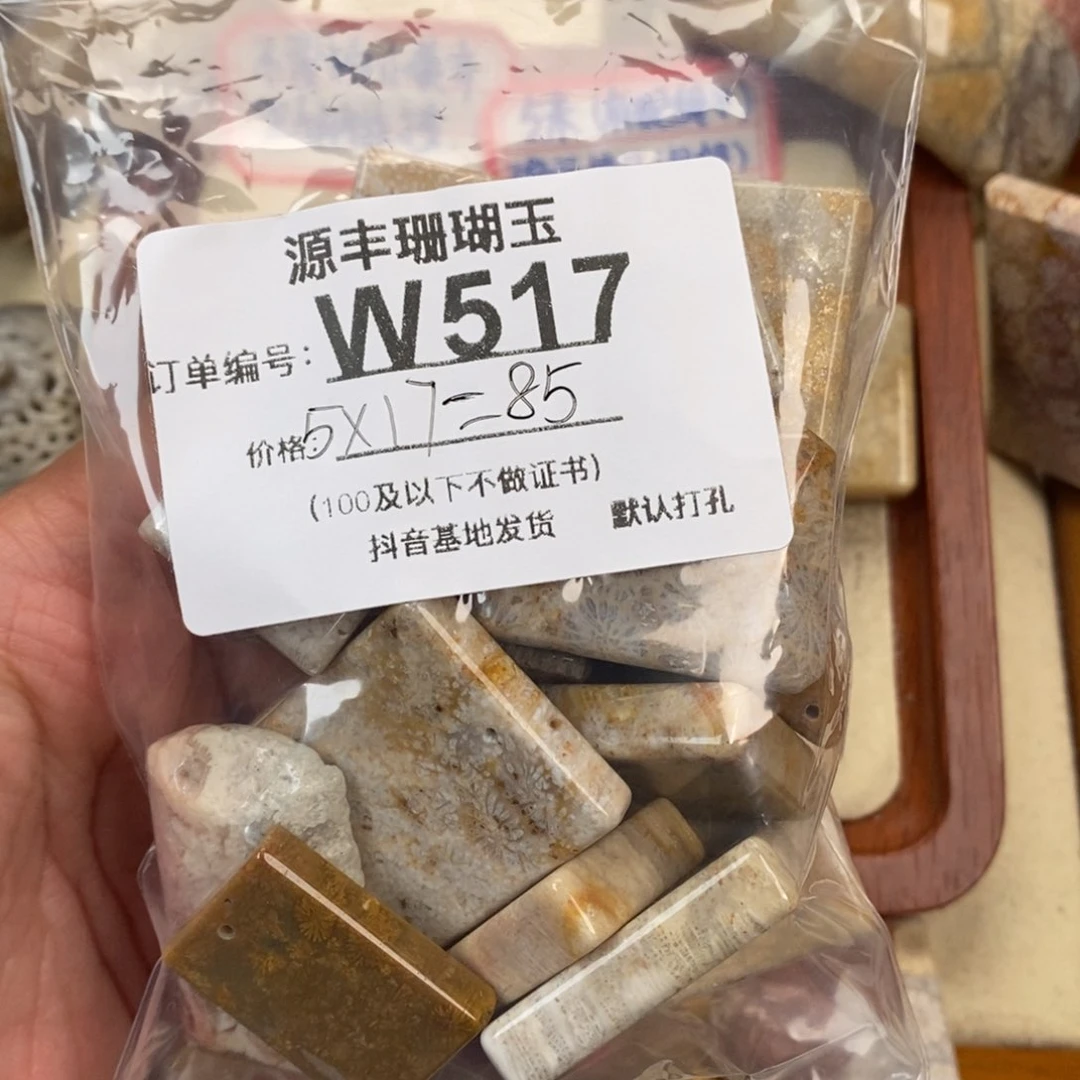 源丰珊瑚玉
订单编号：W517
价格：5X17=85
（100及以下不做证书）
抖音基地发货 默认打孔